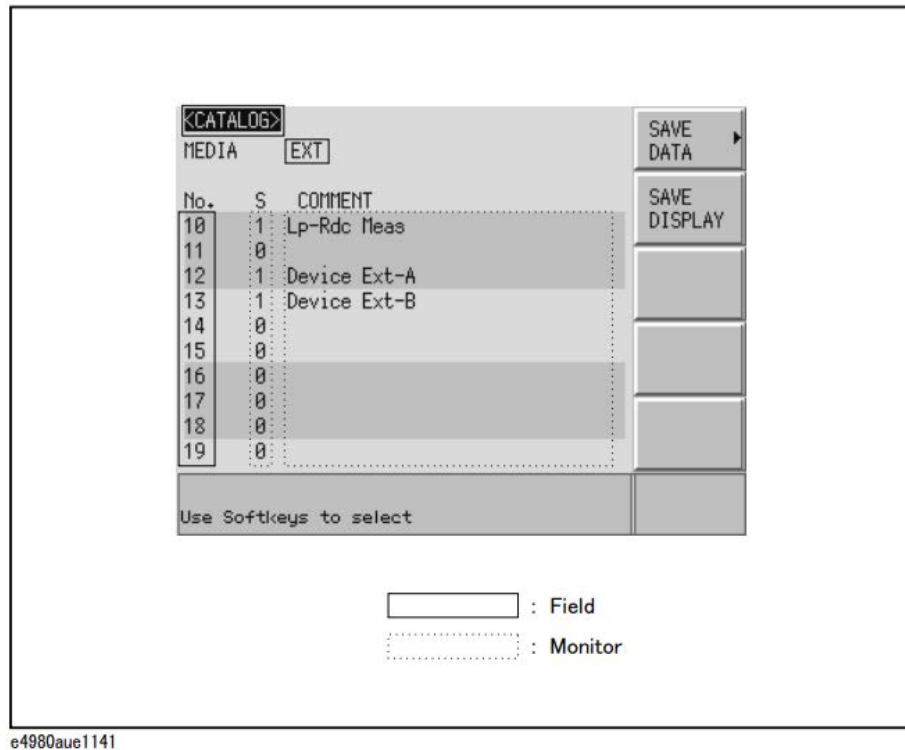 <CATALOG>
MEDIA EXT
No. S COMMENT
10 1 Lp-Rdc Meas
11 0
12 1 Device Ext-A
13 1 Device Ext-B
14 0
15 0
16 0
17 0
18 0
19 0
SAVE
DATA
SAVE
DISPLAY
Use Softkeys to select
: Field
: Monitor
e4980aue1141